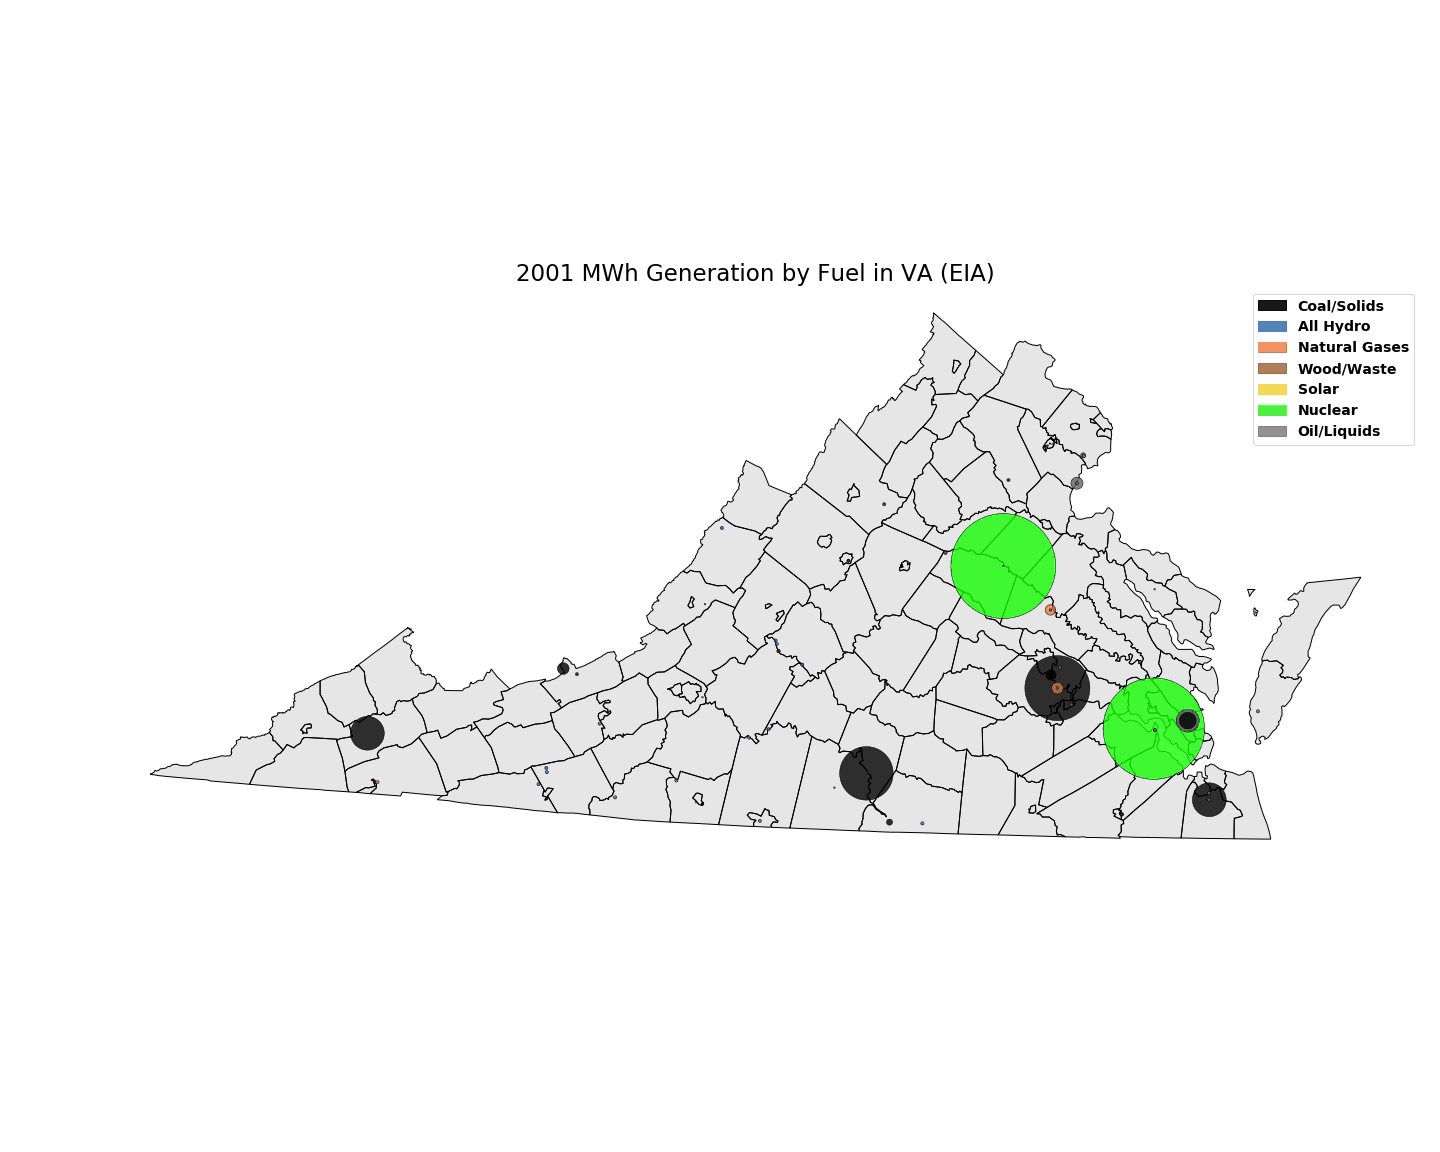 2001 MWh Generation by Fuel in VA (EIA)
Coal/Solids
All Hydro
Natural Gases
Wood/Waste
Solar
Nuclear
Oil/Liquids